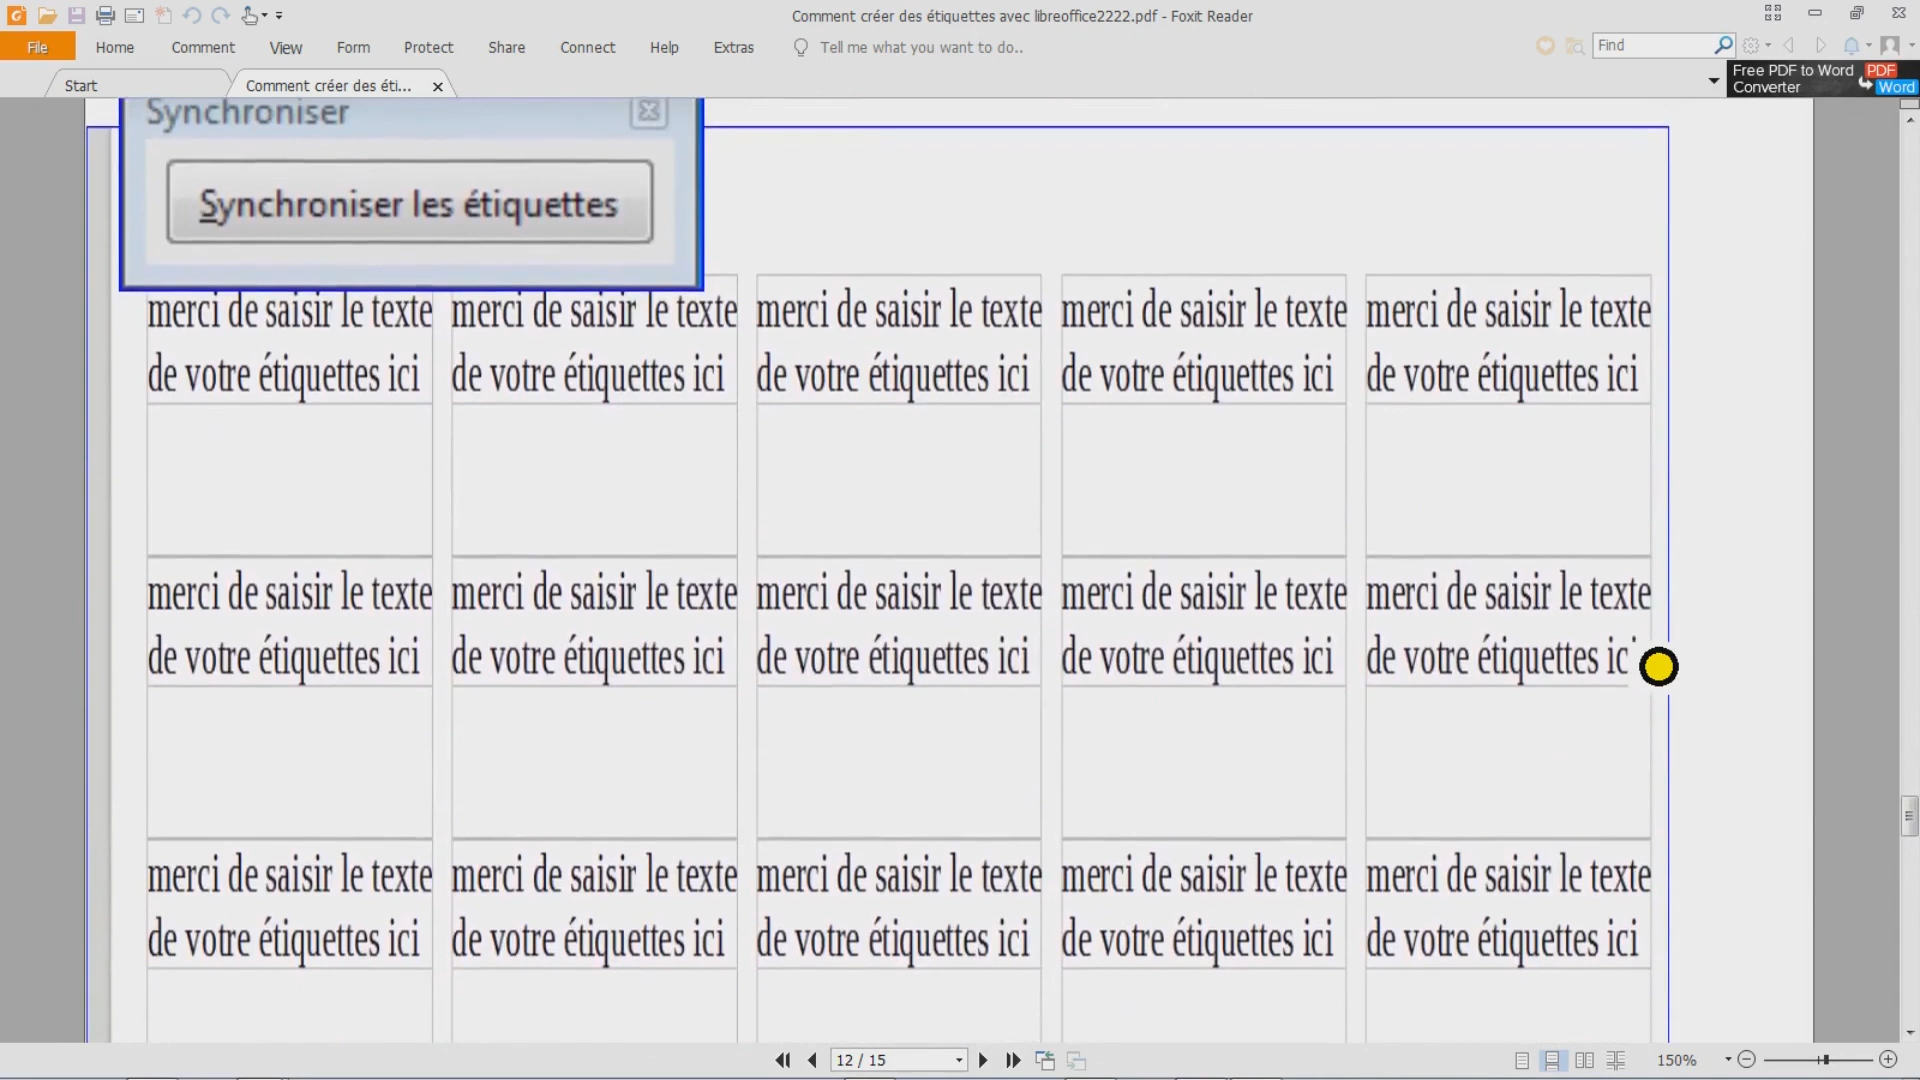 Comment créer des étiquettes avec libreoffice2222.pdf - Foxit Reader
File Home Comment View Form Protect Share Connect Help Extras Tell me what you want to do.. Find
Start Comment créer des éti... Free PDF to Word PDF
Converter Word
Synchroniser
Synchroniser les étiquettes
merci de saisir le texte merci de saisir le texte merci de saisir le texte merci de saisir le texte merci de saisir le texte
de votre étiquettes ici de votre étiquettes ici de votre étiquettes ici de votre étiquettes ici de votre étiquettes ici
merci de saisir le texte merci de saisir le texte merci de saisir le texte merci de saisir le texte merci de saisir le texte
de votre étiquettes ici de votre étiquettes ici de votre étiquettes ici de votre étiquettes ici de votre étiquettes ic
merci de saisir le texte merci de saisir le texte merci de saisir le texte merci de saisir le texte merci de saisir le texte
de votre étiquettes ici de votre étiquettes ici de votre étiquettes ici de votre étiquettes ici de votre étiquettes ici
12 / 15 150%